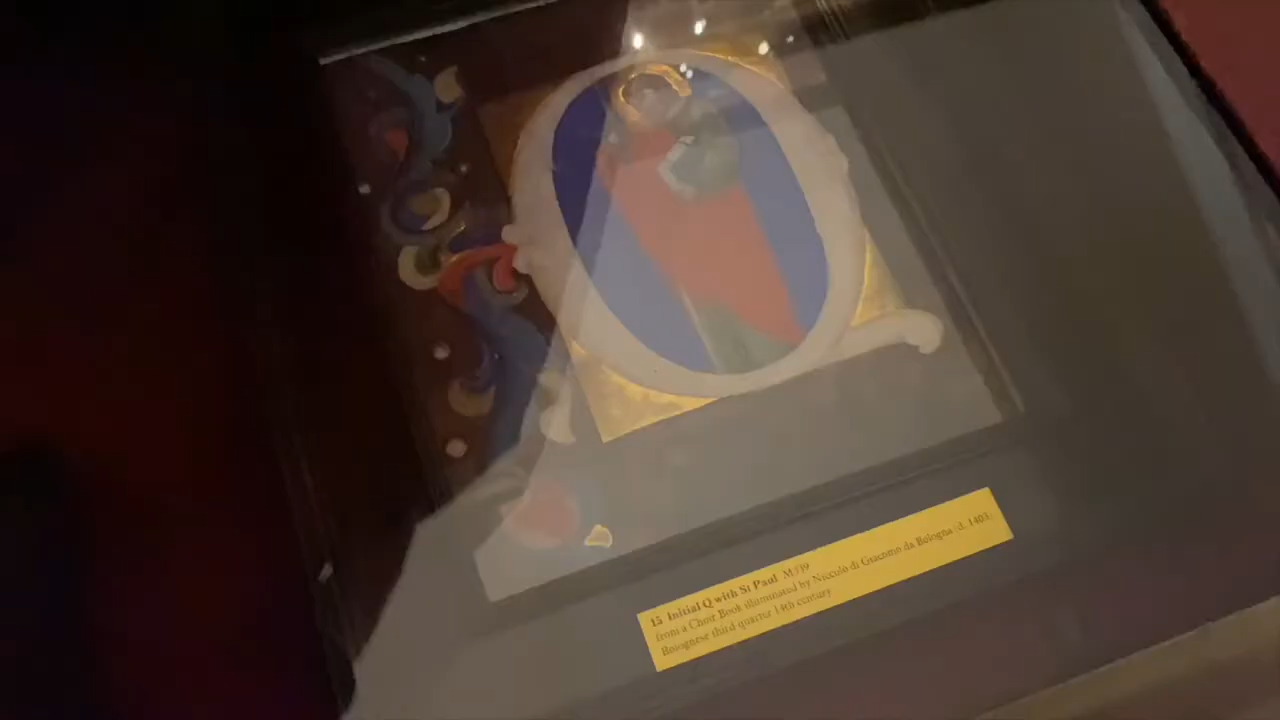 15 Initial Q with St Paul M.J9
from a Choir Book illuminated by Niccolò di Giacomo da Bologna (d. 1403)
Bolognese third quarter 14th century